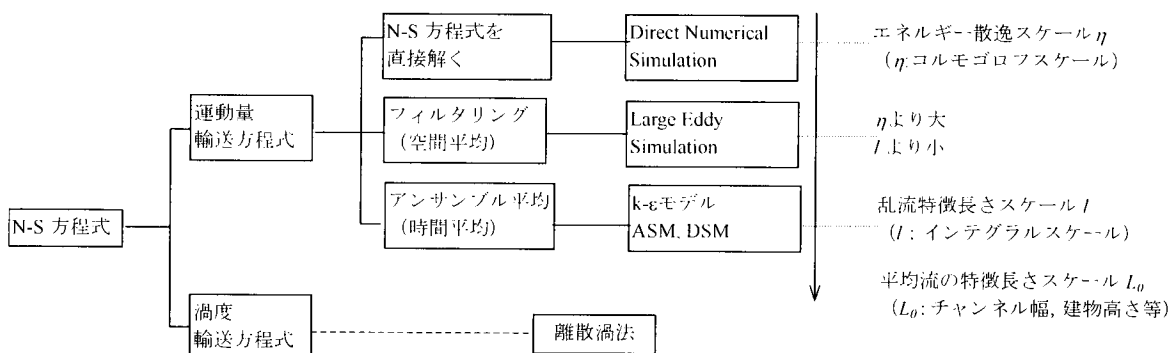 N-S 方程式
運動量
輸送方程式
渦度
輸送方程式
N-S 方程式を
直接解く
フィルタリング
(空間平均)
アンサンブル平均
(時間平均)
離散渦法
Direct Numerical
Simulation
Large Eddy
Simulation
k-εモデル
ASM, DSM
エネルギー散逸スケール η
(η:コルモゴロフスケール)
ηより大
l より小
乱流特徴長さスケール l
(l : インテグラルスケール)
平均流の特徴長さスケール L₀
(L₀: チャンネル幅, 建物高さ等)